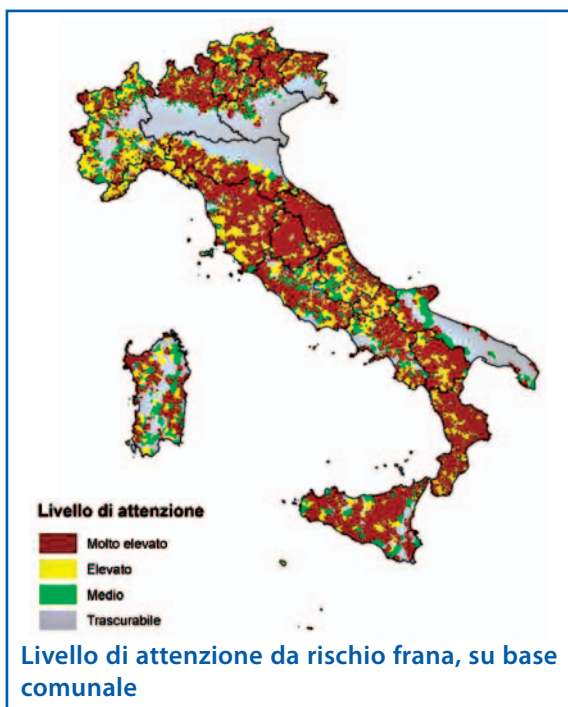 Livello di attenzione
Molto elevato
Elevato
Medio
Trascurabile
Livello di attenzione da rischio frana, su base
comunale